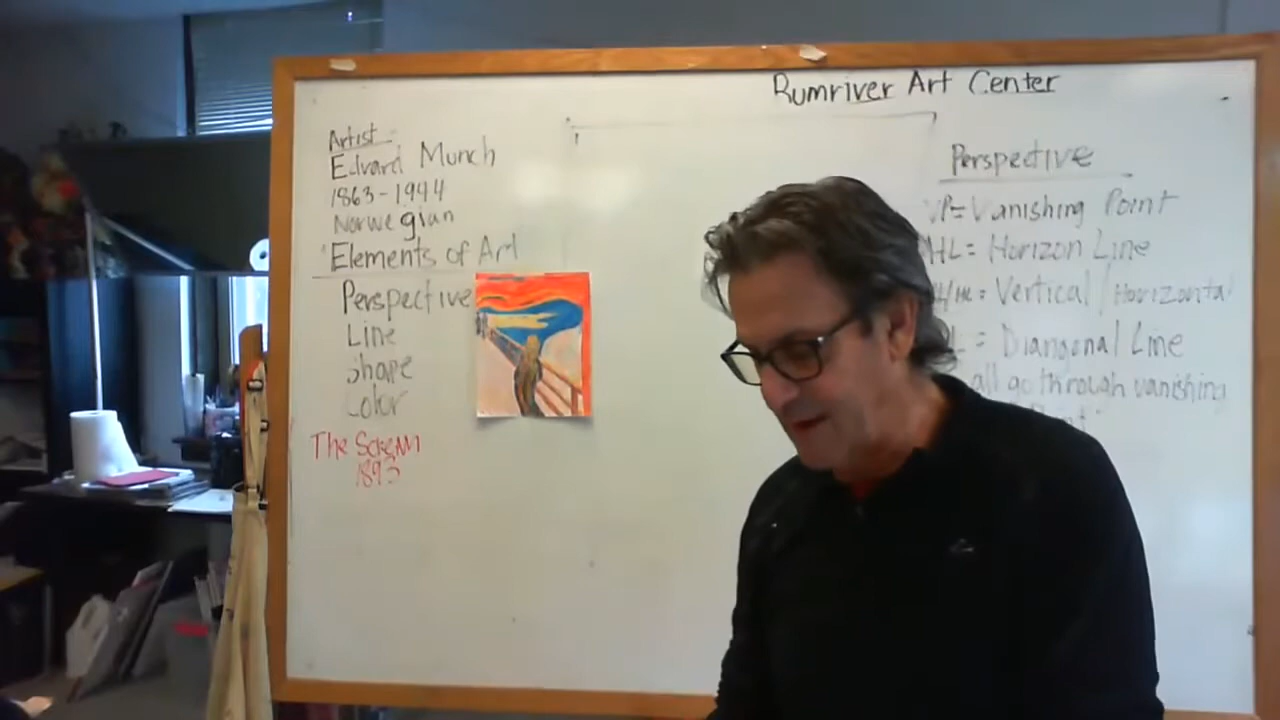 Rumriver Art Center
Artist
Edvard Munch
1863-1944
Norwegian
Elements of Art
Perspective
Line
Shape
Color
The Scream
1893
Perspective
VP= Vanishing Point
HL = Horizon Line
= Vertical / Horizontal
L = Diangonal Line
all go through vanishing